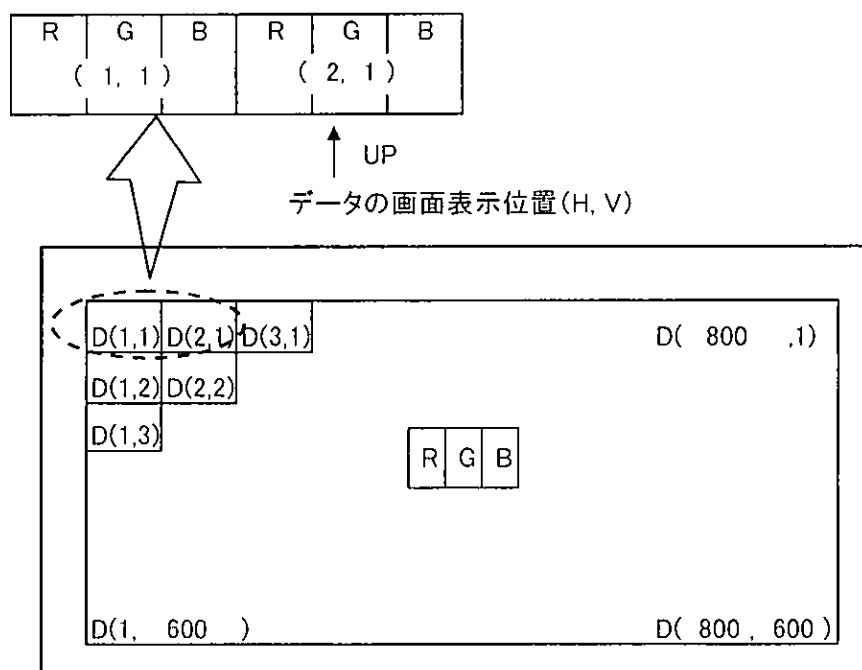 R G B R G B
( 1, 1 ) ( 2, 1 )
UP
データの画面表示位置(H, V)
D(1,1) D(2,1) D(3,1) D( 800 ,1)
D(1,2) D(2,2)
D(1,3)
R G B
D(1, 600 ) D( 800 , 600 )